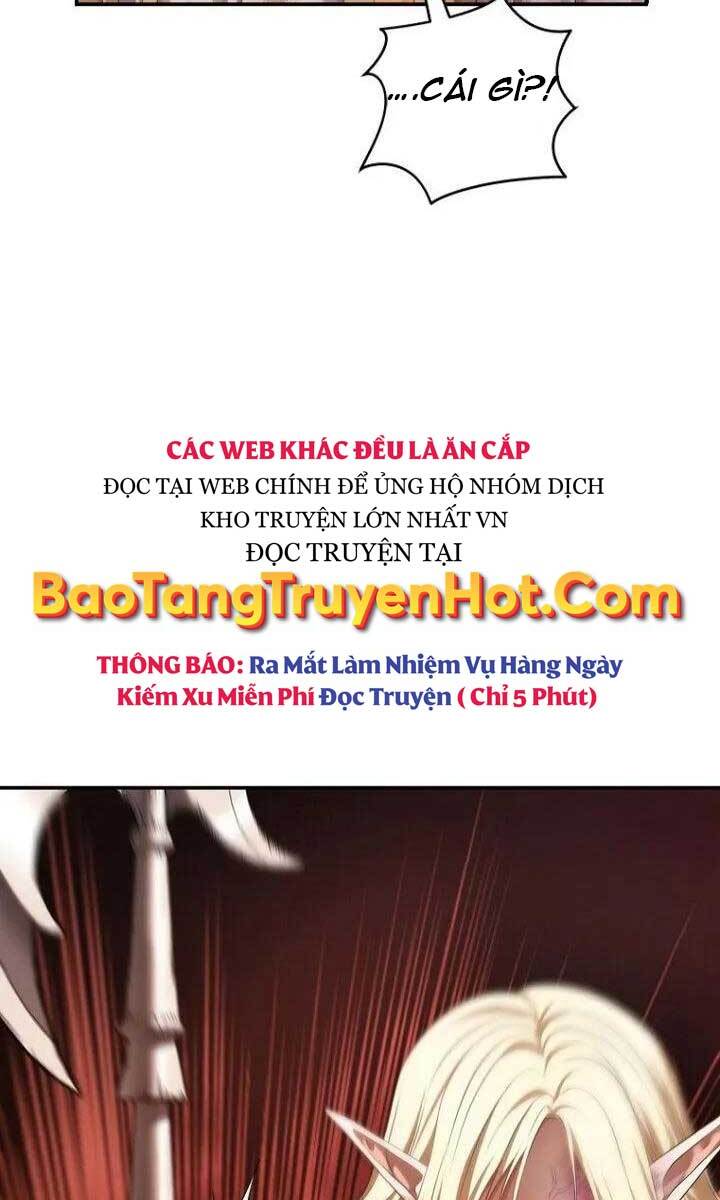 ....CÁI GÌ?!
CÁC WEB KHÁC ĐỀU LÀ ĂN CẮP
ĐỌC TẠI WEB CHÍNH ĐỂ ỦNG HỘ NHÓM DỊCH
KHO TRUYỆN LỚN NHẤT VN
ĐỌC TRUYỆN TẠI
BaoTangTruyenHot.Com
THÔNG BÁO: Ra Mắt Làm Nhiệm Vụ Hàng Ngày
Kiếm Xu Miễn Phí Đọc Truyện ( Chỉ 5 Phút)